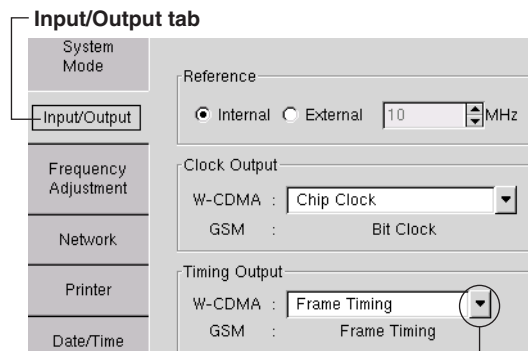 Input/Output tab
System
Mode
Reference
Input/Output
Internal External 10 MHz
Clock Output
Frequency
Adjustment
W-CDMA : Chip Clock
GSM : Bit Clock
Network
Timing Output
Printer
W-CDMA : Frame Timing
GSM : Frame Timing
Date/Time